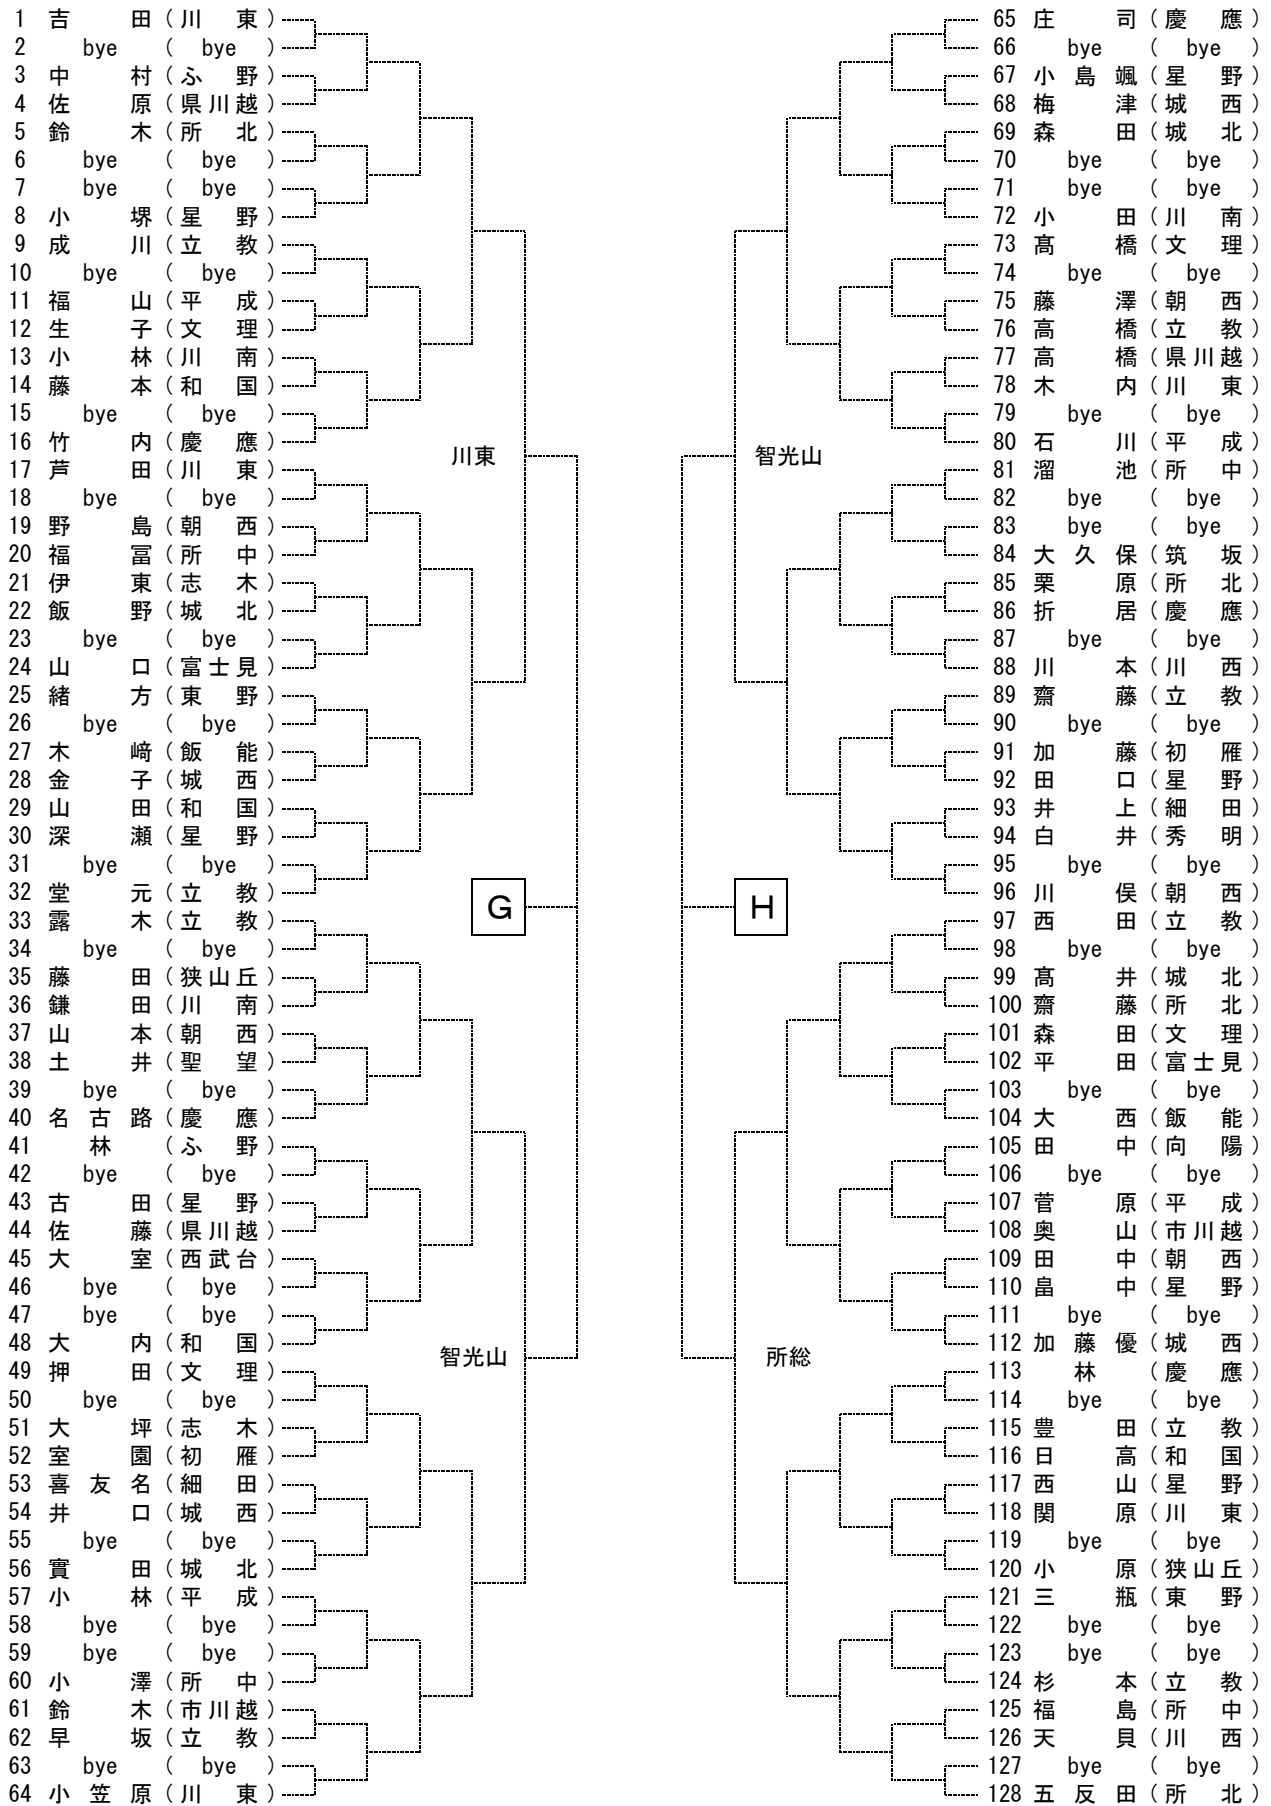 1 吉田（川東）
2 bye（bye）
3 中村（ふ野）
4 佐原（県川越）
5 鈴木（所北）
6 bye（bye）
7 bye（bye）
8 小堺（星野）
9 成川（立教）
10 bye（bye）
11 福山（平成）
12 生子（文理）
13 小林（川南）
14 藤本（和国）
15 bye（bye）
16 竹内（慶應）
川東
17 芦田（川東）
18 bye（bye）
19 野島（朝西）
20 福冨（所中）
21 伊東（志木）
22 飯野（城北）
23 bye（bye）
24 山口（富士見）
25 緒方（東野）
26 bye（bye）
27 木﨑（飯能）
28 金子（城西）
29 山田（和国）
30 深瀬（星野）
31 bye（bye）
32 堂元（立教）
G
33 露木（立教）
34 bye（bye）
35 藤田（狭山丘）
36 鎌田（川南）
37 山本（朝西）
38 土井（聖望）
39 bye（bye）
40 名古路（慶應）
41 林（ふ野）
42 bye（bye）
43 古田（星野）
44 佐藤（県川越）
45 大室（西武台）
46 bye（bye）
47 bye（bye）
48 大内（和国）
智光山
49 押田（文理）
50 bye（bye）
51 大坪（志木）
52 室園（初雁）
53 喜友名（細田）
54 井口（城西）
55 bye（bye）
56 實田（城北）
57 小林（平成）
58 bye（bye）
59 bye（bye）
60 小澤（所中）
61 鈴木（市川越）
62 早坂（立教）
63 bye（bye）
64 小笠原（川東）
65 庄司（慶應）
66 bye（bye）
67 小島颯（星野）
68 梅津（城西）
69 森田（城北）
70 bye（bye）
71 bye（bye）
72 小田（川南）
73 髙橋（文理）
74 bye（bye）
75 藤澤（朝西）
76 高橋（立教）
77 高橋（県川越）
78 木内（川東）
79 bye（bye）
80 石川（平成）
智光山
81 溜池（所中）
82 bye（bye）
83 bye（bye）
84 大久保（筑坂）
85 栗原（所北）
86 折居（慶應）
87 bye（bye）
88 川本（川西）
89 齋藤（立教）
90 bye（bye）
91 加藤（初雁）
92 田口（星野）
93 井上（細田）
94 白井（秀明）
95 bye（bye）
96 川俣（朝西）
H
97 西田（立教）
98 bye（bye）
99 髙井（城北）
100 齋藤（所北）
101 森田（文理）
102 平田（富士見）
103 bye（bye）
104 大西（飯能）
105 田中（向陽）
106 bye（bye）
107 菅原（平成）
108 奥山（市川越）
109 田中（朝西）
110 畠中（星野）
111 bye（bye）
112 加藤優（城西）
所総
113 林（慶應）
114 bye（bye）
115 豊田（立教）
116 日高（和国）
117 西山（星野）
118 関原（川東）
119 bye（bye）
120 小原（狭山丘）
121 三瓶（東野）
122 bye（bye）
123 bye（bye）
124 杉本（立教）
125 福島（所中）
126 天貝（川西）
127 bye（bye）
128 五反田（所北）